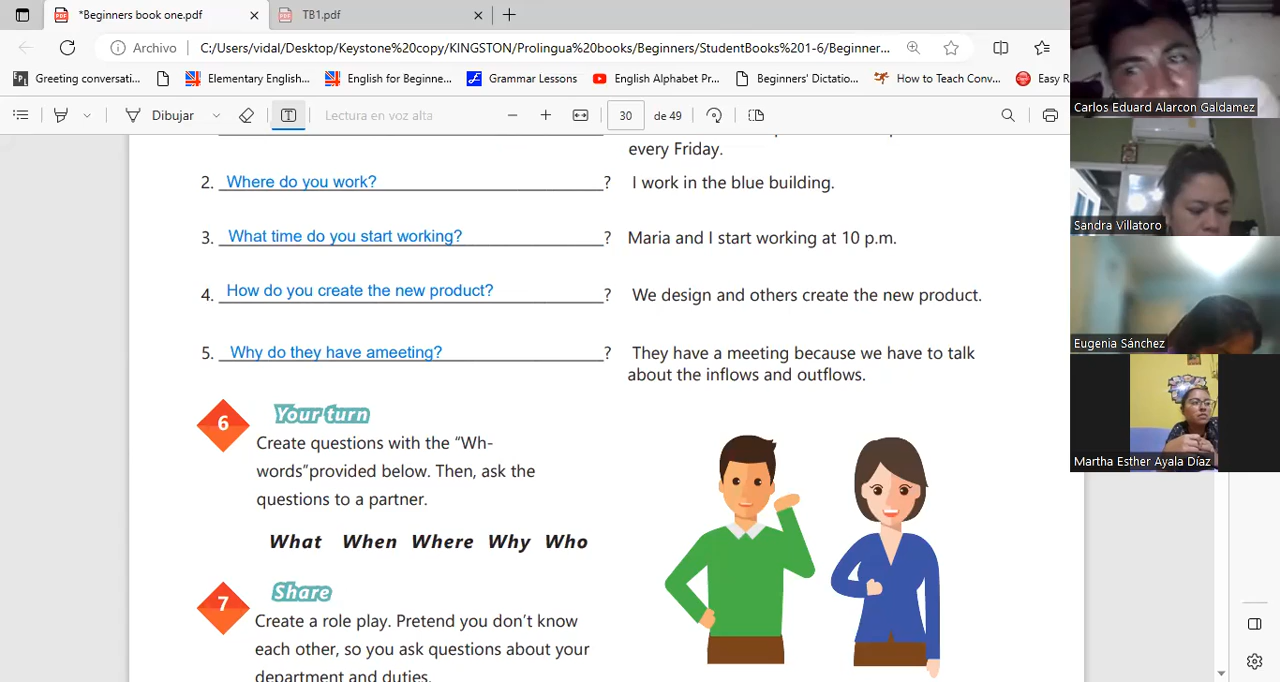 *Beginners book one.pdf
TB1.pdf
Archivo
C:/Users/vidal/Desktop/Keystone%20copy/KINGSTON/Prolingua%20books/Beginners/StudentBooks%201-6/Beginner...
Greeting conversati...
Elementary English...
English for Beginne...
Grammar Lessons
English Alphabet Pr...
Beginners' Dictatio...
How to Teach Conv...
Easy R
Dibujar
Lectura en voz alta
30
de 49
every Friday.
2. Where do you work? ? I work in the blue building.
3. What time do you start working? ? Maria and I start working at 10 p.m.
4. How do you create the new product? ? We design and others create the new product.
5. Why do they have ameeting? ? They have a meeting because we have to talk
about the inflows and outflows.
6 Your turn
Create questions with the “Wh-
words”provided below. Then, ask the
questions to a partner.
What When Where Why Who
7 Share
Create a role play. Pretend you don’t know
each other, so you ask questions about your
department and duties.
Carlos Eduard Alarcon Galdamez
Sandra Villatoro
Eugenia Sánchez
Martha Esther Ayala Díaz